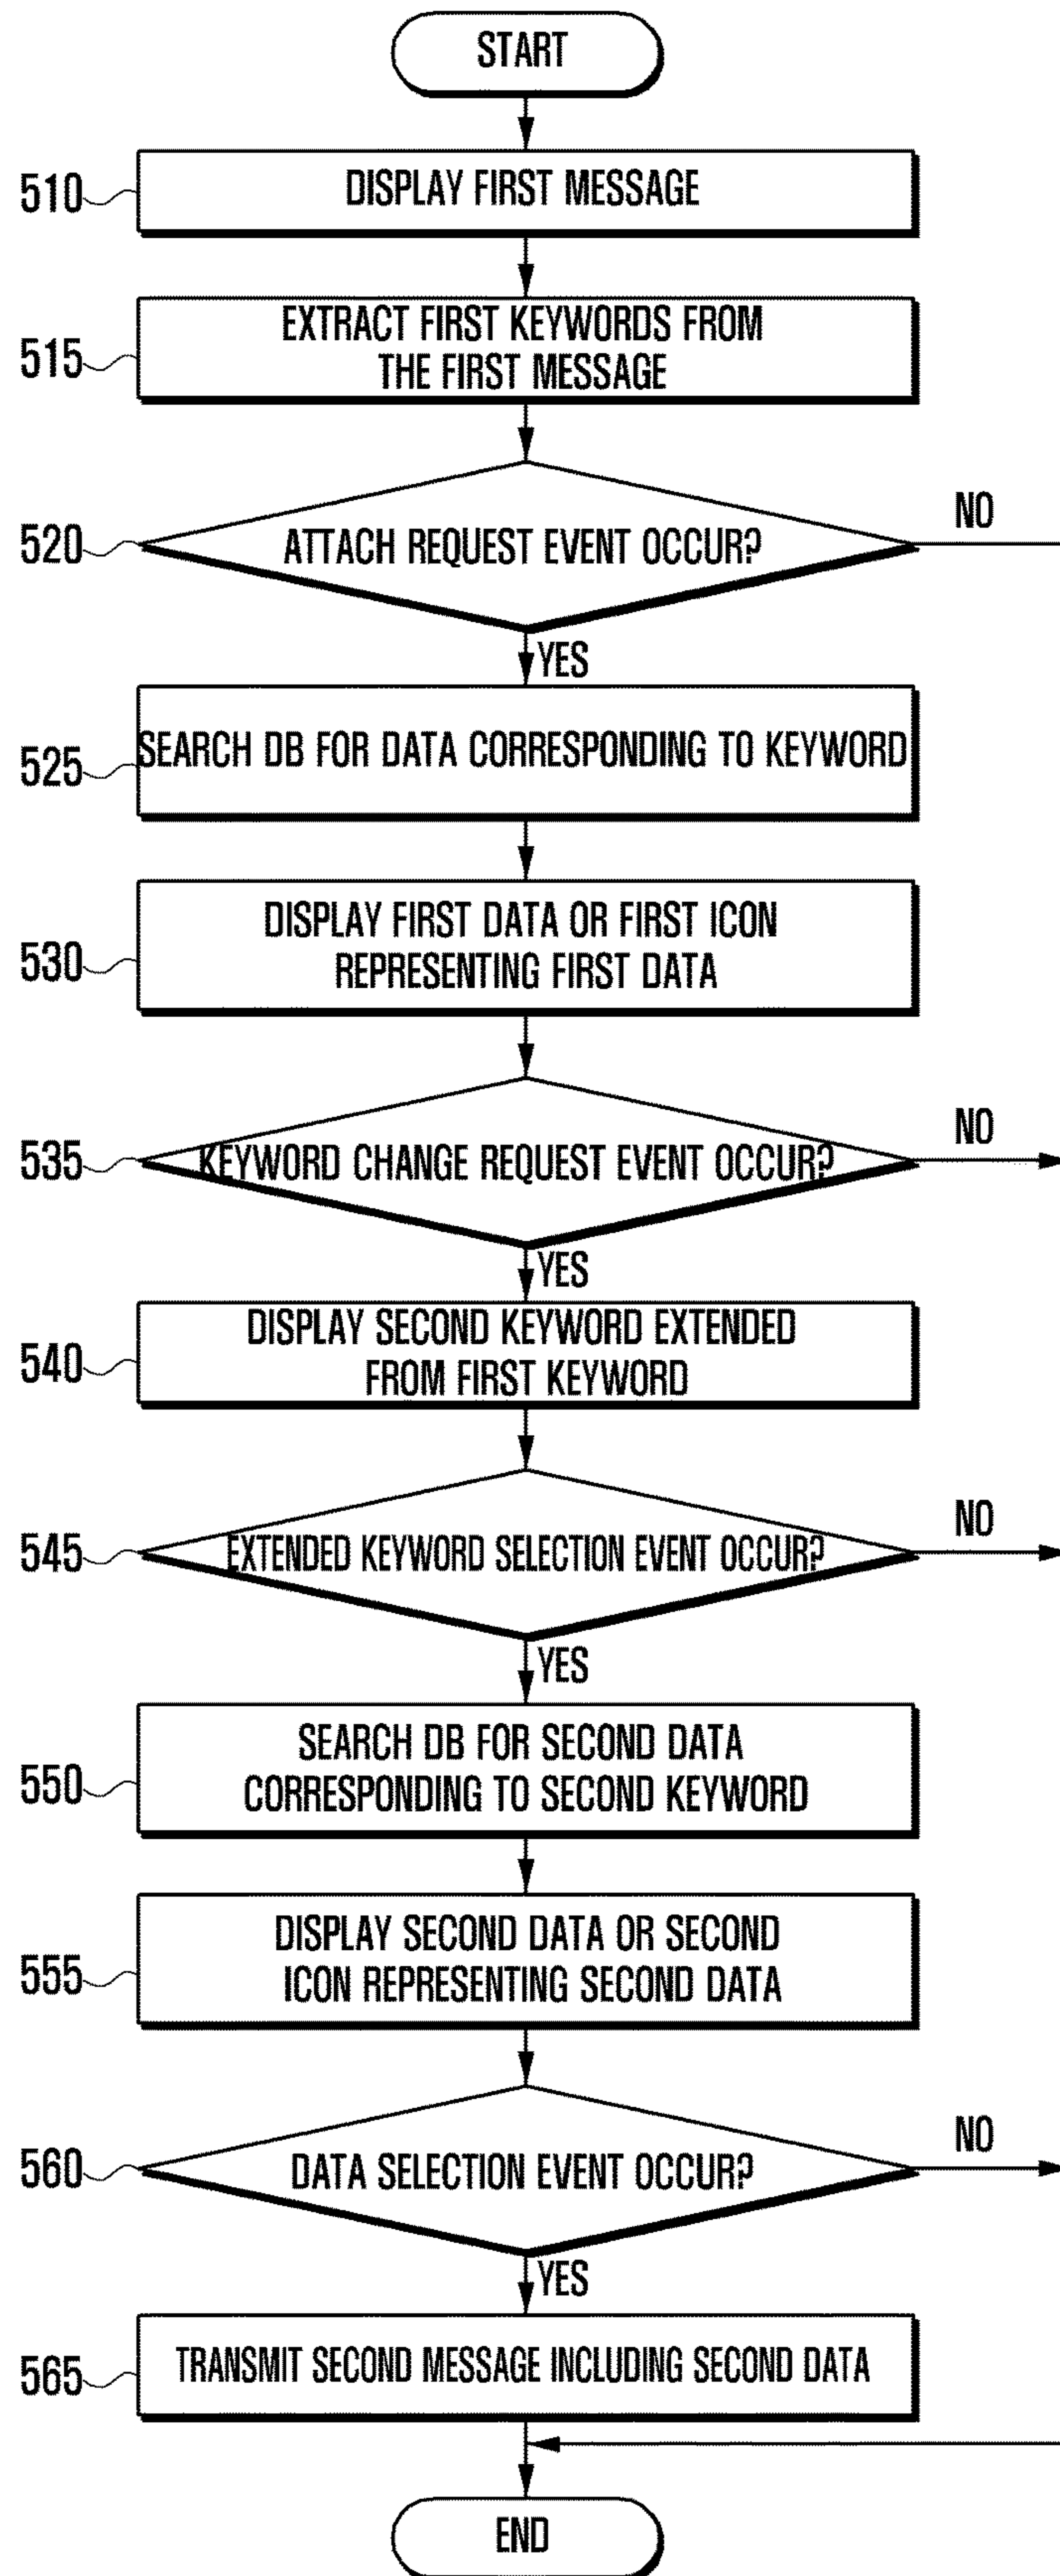 START
510
DISPLAY FIRST MESSAGE
515
EXTRACT FIRST KEYWORDS FROM
THE FIRST MESSAGE
520
ATTACH REQUEST EVENT OCCUR?
NO
YES
525
SEARCH DB FOR DATA CORRESPONDING TO KEYWORD
530
DISPLAY FIRST DATA OR FIRST ICON
REPRESENTING FIRST DATA
535
KEYWORD CHANGE REQUEST EVENT OCCUR?
NO
YES
540
DISPLAY SECOND KEYWORD EXTENDED
FROM FIRST KEYWORD
545
EXTENDED KEYWORD SELECTION EVENT OCCUR?
NO
YES
550
SEARCH DB FOR SECOND DATA
CORRESPONDING TO SECOND KEYWORD
555
DISPLAY SECOND DATA OR SECOND
ICON REPRESENTING SECOND DATA
560
DATA SELECTION EVENT OCCUR?
NO
YES
565
TRANSMIT SECOND MESSAGE INCLUDING SECOND DATA
END